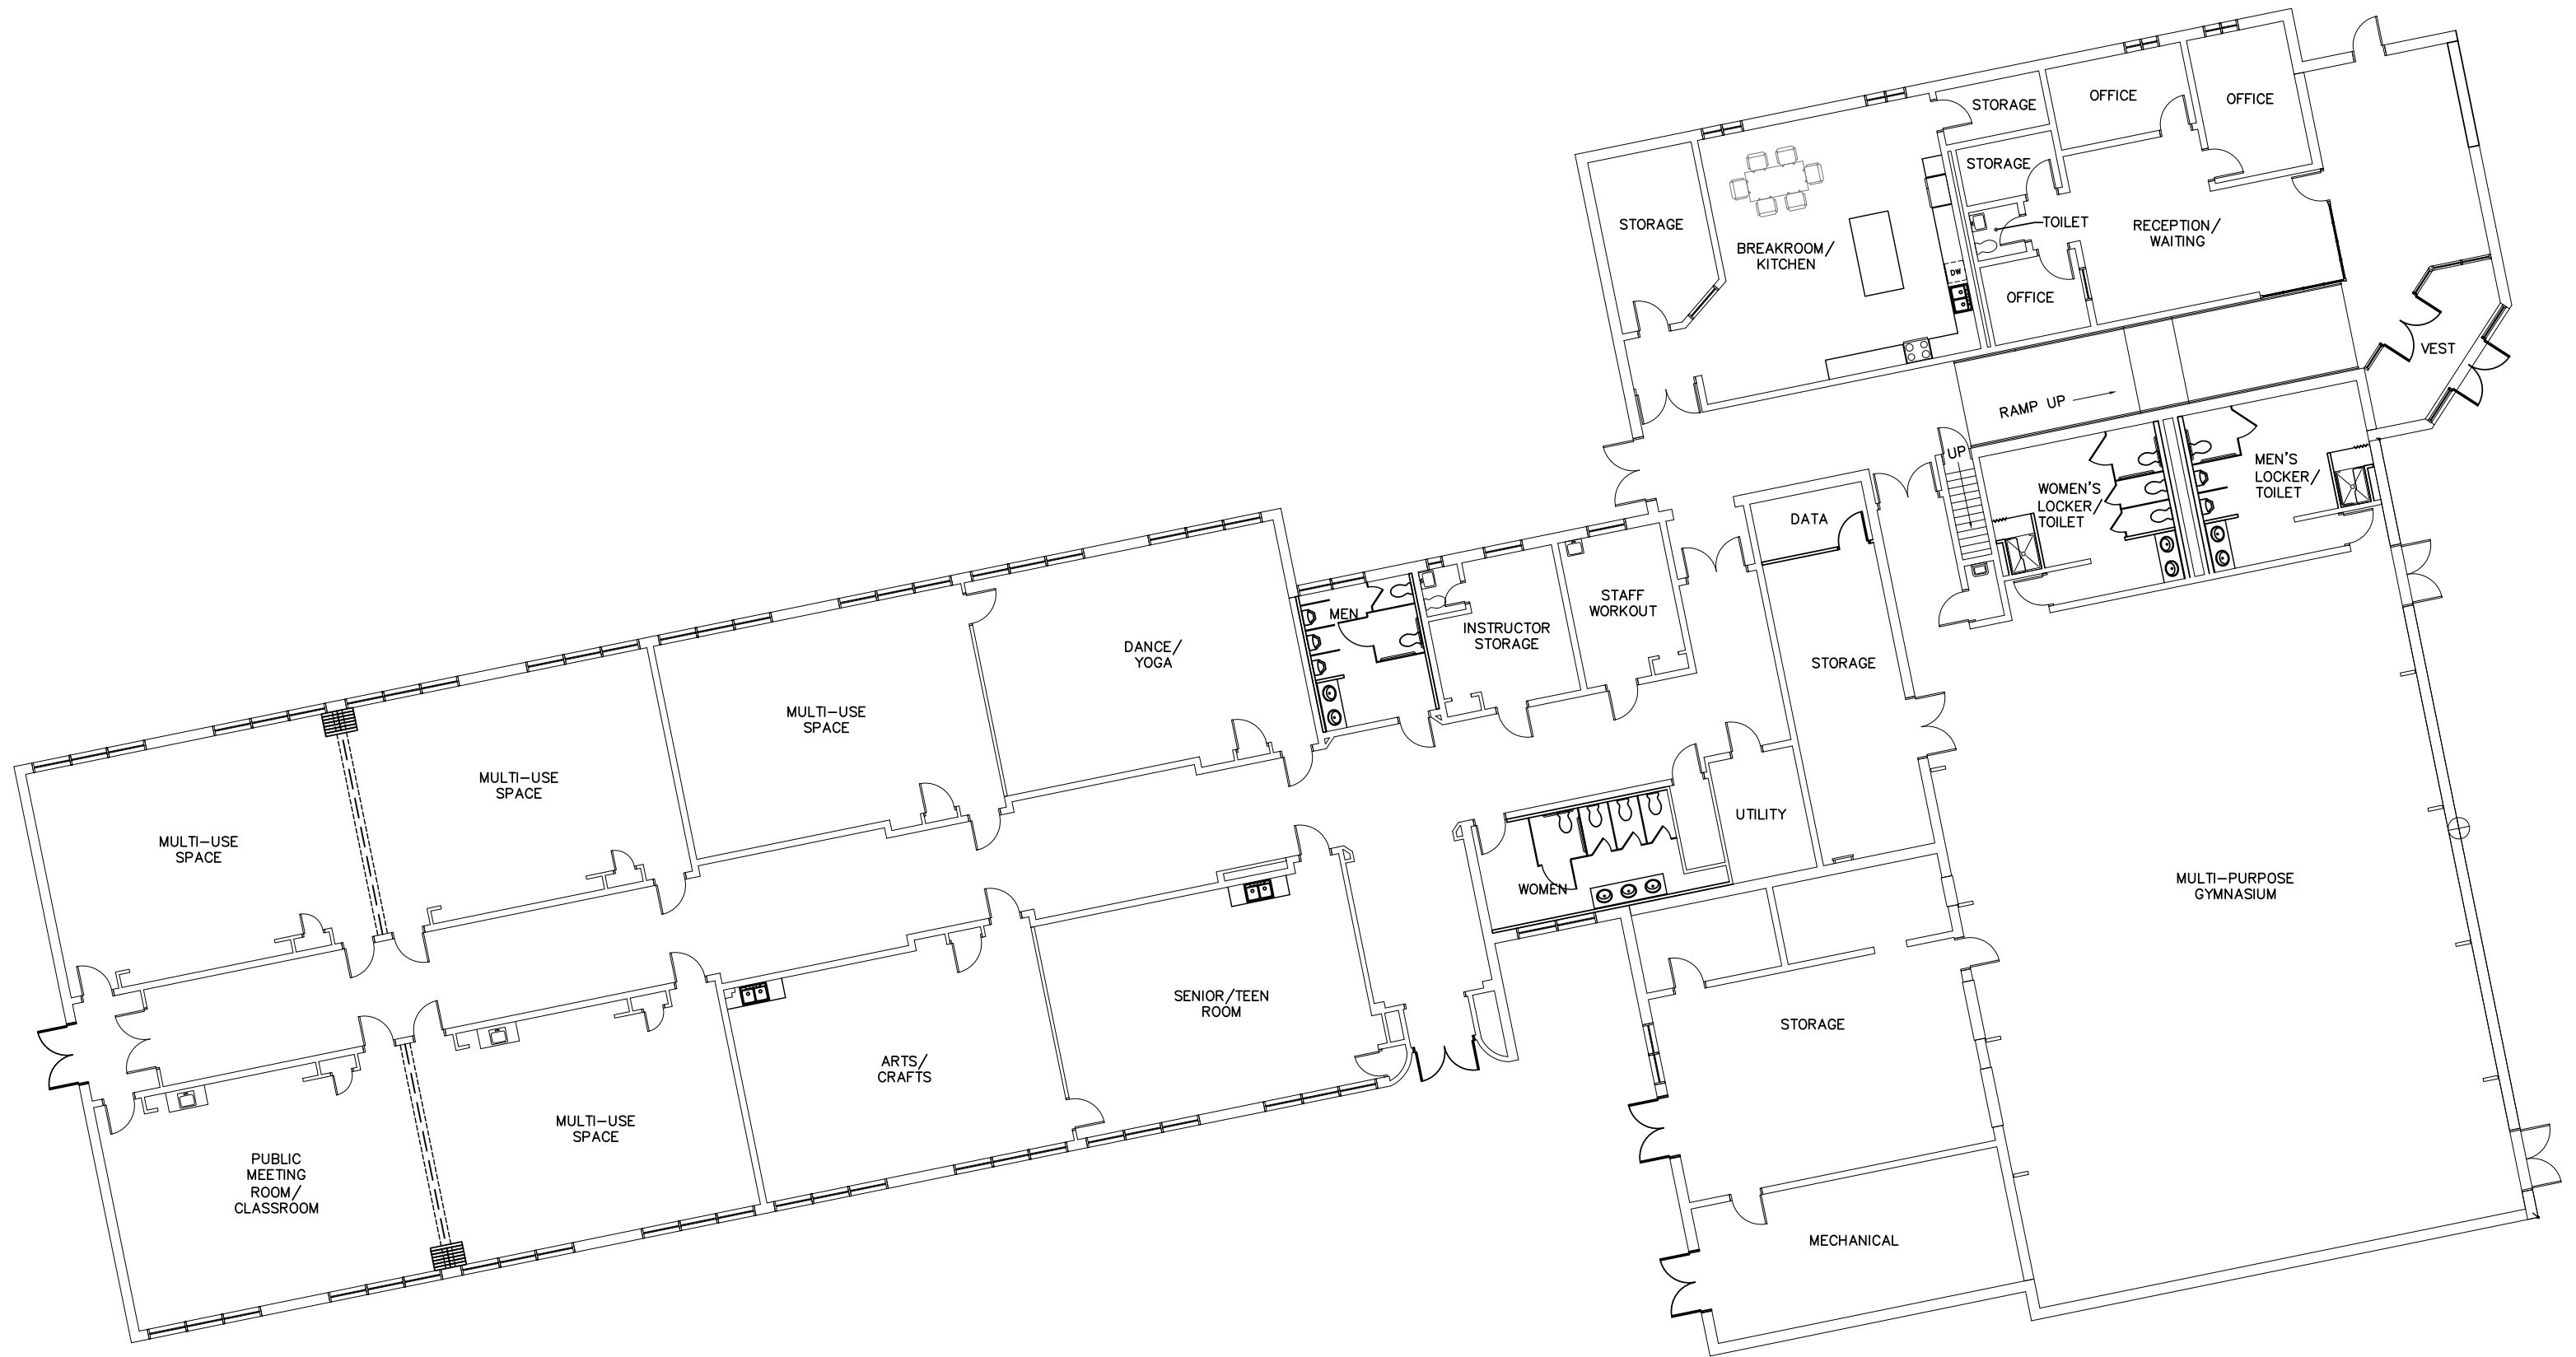 STORAGE
OFFICE
OFFICE
STORAGE
STORAGE
TOILET
BREAKROOM/
KITCHEN
RECEPTION/
WAITING
DW
OFFICE
VEST
RAMP UP
UP
WOMEN'S
LOCKER/
TOILET
MEN'S
LOCKER/
TOILET
DATA
MEN
INSTRUCTOR
STORAGE
STAFF
WORKOUT
STORAGE
DANCE/
YOGA
MULTI-USE
SPACE
MULTI-USE
SPACE
MULTI-USE
SPACE
UTILITY
WOMEN
MULTI-PURPOSE
GYMNASIUM
SENIOR/TEEN
ROOM
STORAGE
ARTS/
CRAFTS
MULTI-USE
SPACE
PUBLIC
MEETING
ROOM/
CLASSROOM
MECHANICAL